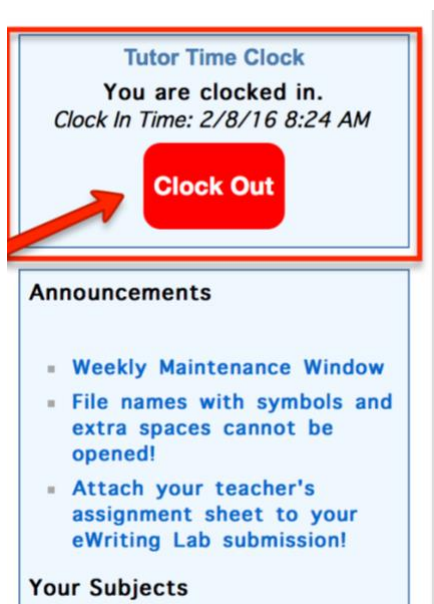 Tutor Time Clock
You are clocked in.
Clock In Time: 2/8/16 8:24 AM
Clock Out
Announcements
Weekly Maintenance Window
File names with symbols and
extra spaces cannot be
opened!
Attach your teacher's
assignment sheet to your
eWriting Lab submission!
Your Subjects